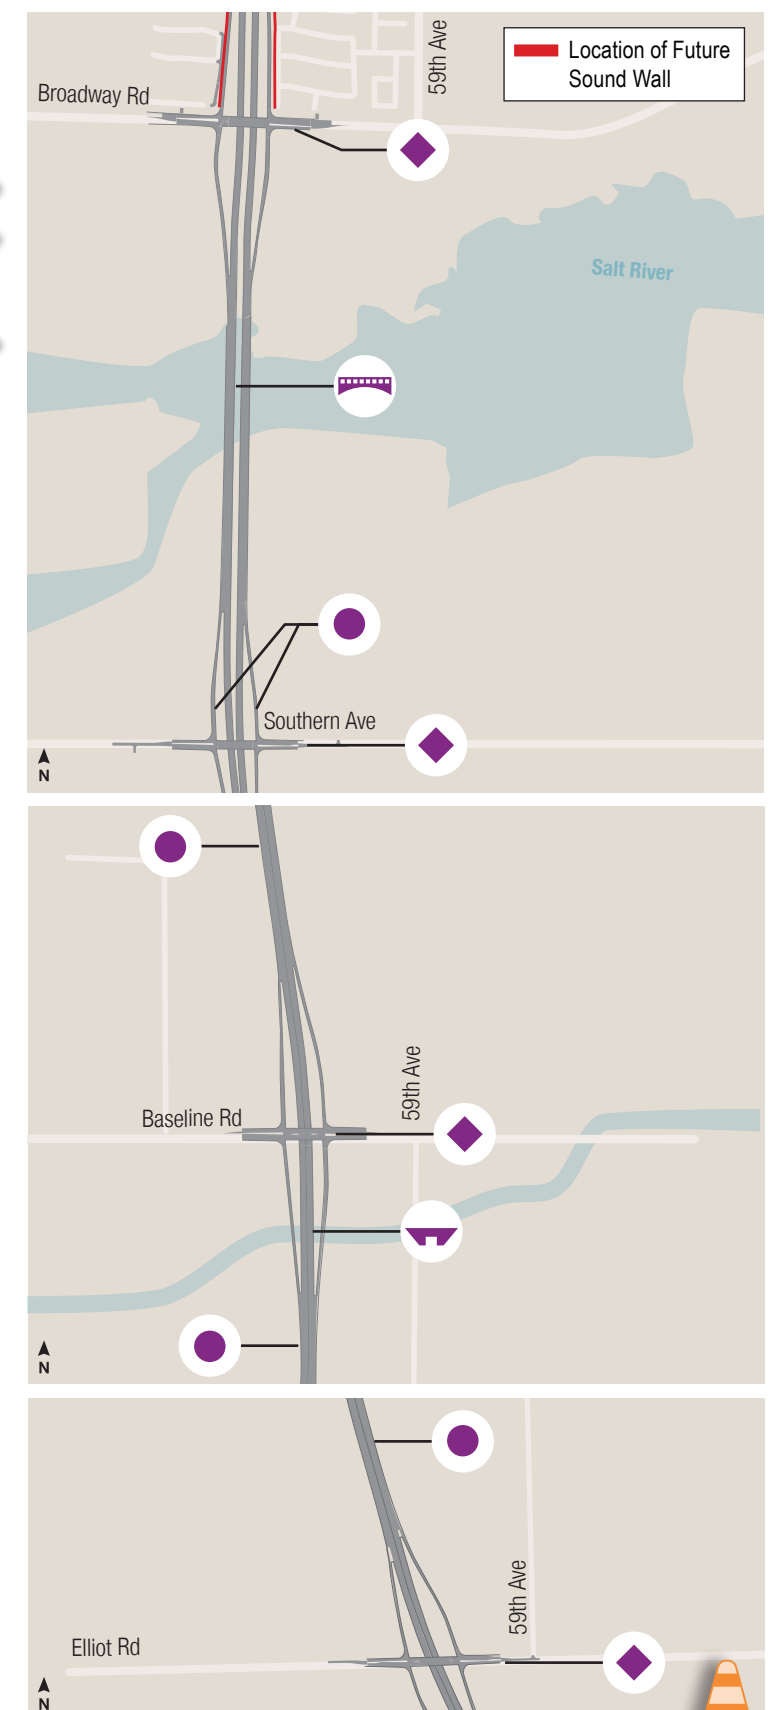 59th Ave
Location of Future
Sound Wall
Broadway Rd
Salt River
Southern Ave
N
59th Ave
Baseline Rd
N
59th Ave
Elliot Rd
N